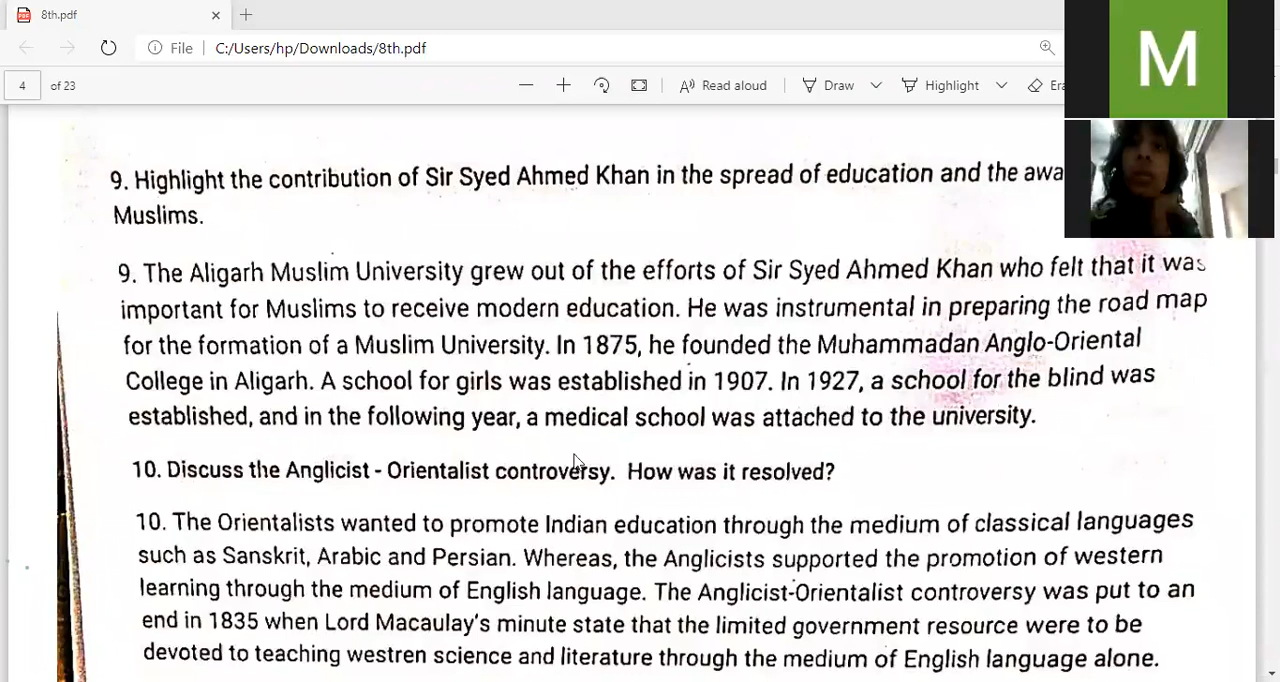 8th.pdf
File C:/Users/hp/Downloads/8th.pdf
4 of 23 Read aloud Draw Highlight
M
9. Highlight the contribution of Sir Syed Ahmed Khan in the spread of education and the
Muslims.
9. The Aligarh Muslim University grew out of the efforts of Sir Syed Ahmed Khan who felt that it was
important for Muslims to receive modern education. He was instrumental in preparing the road map
for the formation of a Muslim University. In 1875, he founded the Muhammadan Anglo-Oriental
College in Aligarh. A school for girls was established in 1907. In 1927, a school for the blind was
established, and in the following year, a medical school was attached to the university.
10. Discuss the Anglicist - Orientalist controversy. How was it resolved?
10. The Orientalists wanted to promote Indian education through the medium of classical languages
such as Sanskrit, Arabic and Persian. Whereas, the Anglicists supported the promotion of western
learning through the medium of English language. The Anglicist-Orientalist controversy was put to an
end in 1835 when Lord Macaulay's minute state that the limited government resource were to be
devoted to teaching westren science and literature through the medium of English language alone.